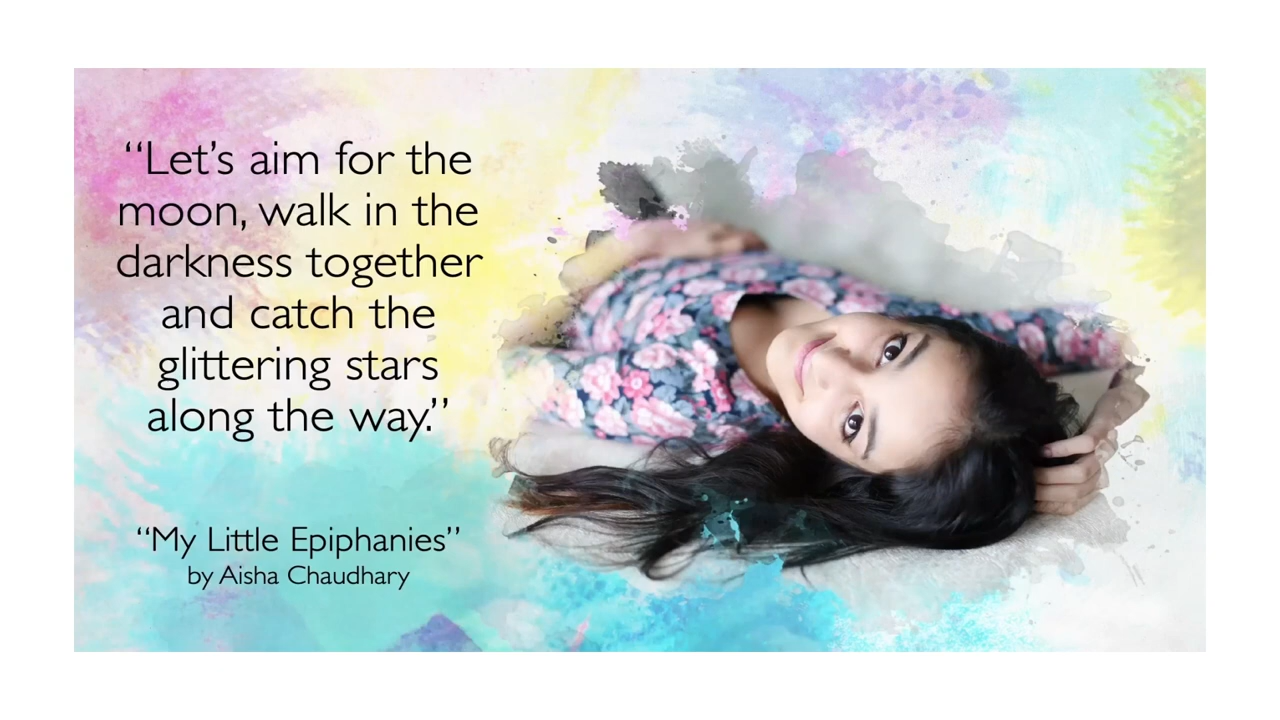 “Let’s aim for the
moon, walk in the
darkness together
and catch the
glittering stars
along the way.”
“My Little Epiphanies”
by Aisha Chaudhary